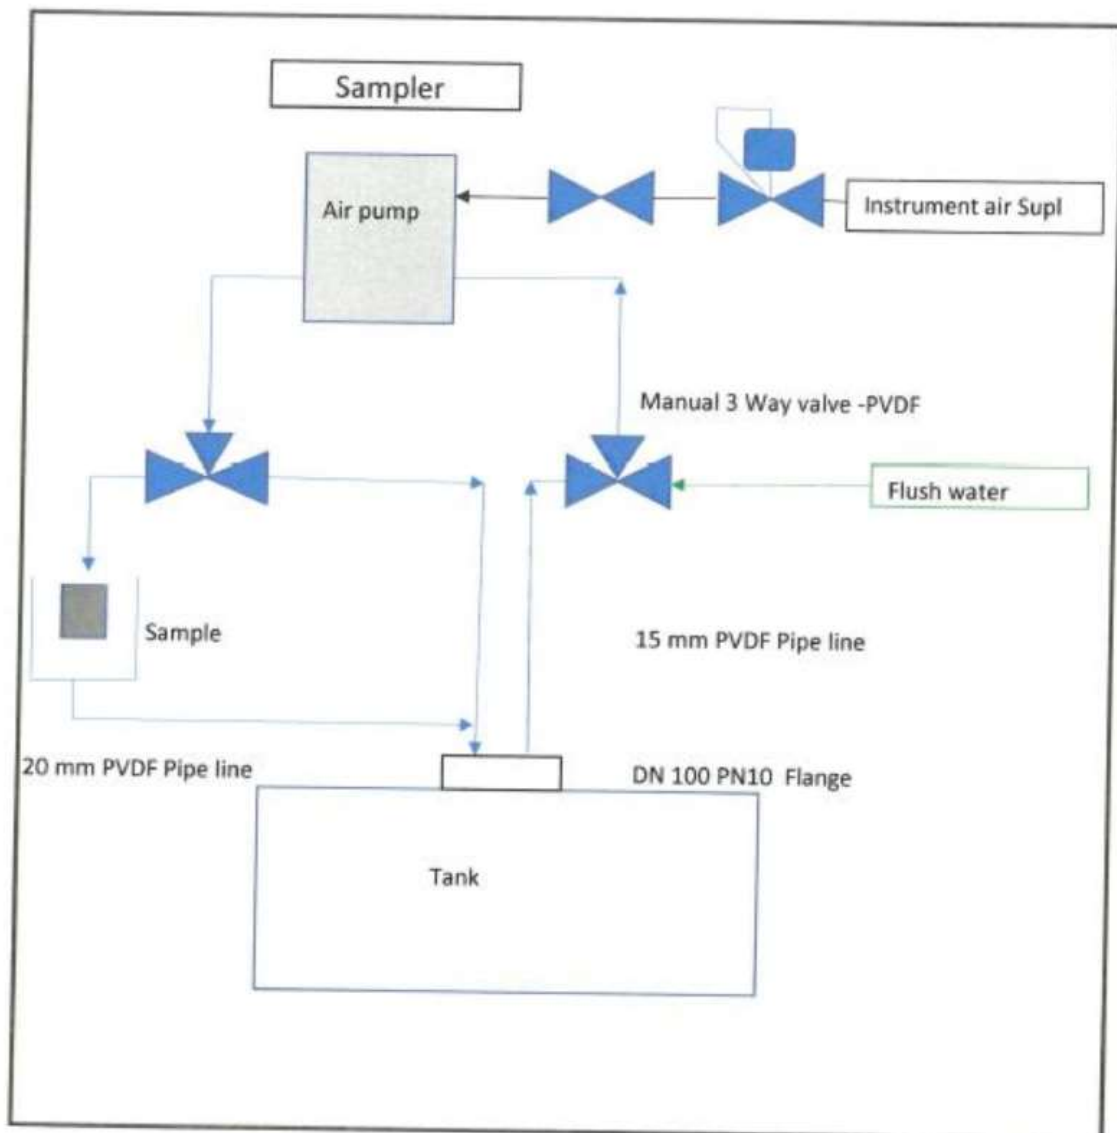 Sampler
Air pump
Instrument air Supl
Manual 3 Way valve -PVDF
Flush water
Sample
15 mm PVDF Pipe line
20 mm PVDF Pipe line
DN 100 PN10 Flange
Tank